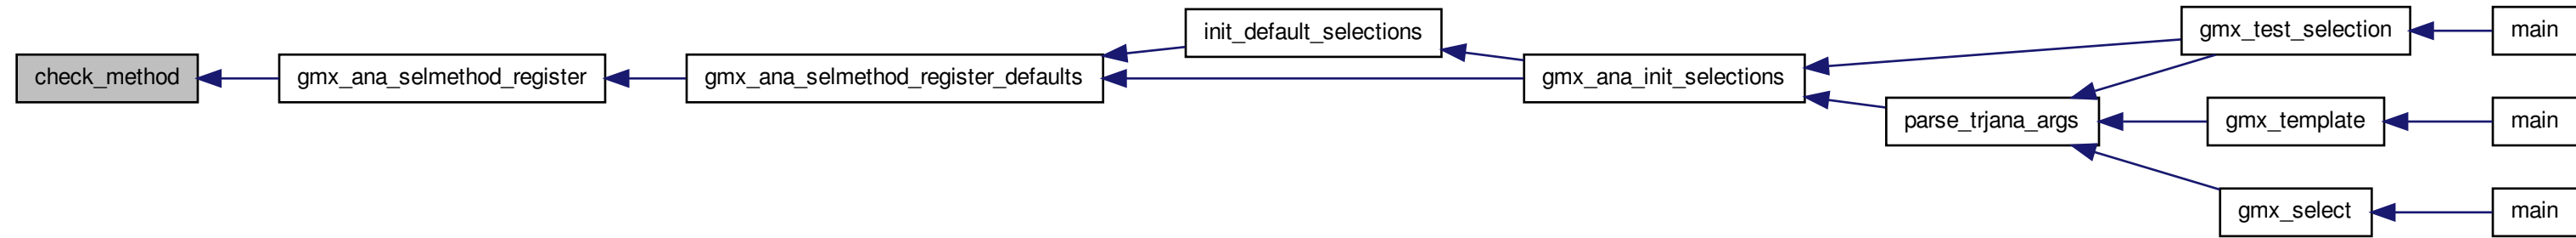 check_method
gmx_ana_selmethod_register
gmx_ana_selmethod_register_defaults
init_default_selections
gmx_ana_init_selections
gmx_test_selection
main
parse_trjana_args
gmx_template
main
gmx_select
main